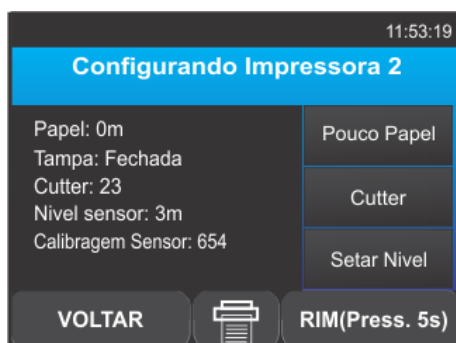 11:53:19
Configurando Impressora 2
Papel: 0m
Tampa: Fechada
Cutter: 23
Nivel sensor: 3m
Calibragem Sensor: 654
Pouco Papel
Cutter
Setar Nivel
VOLTAR
RIM(Press. 5s)